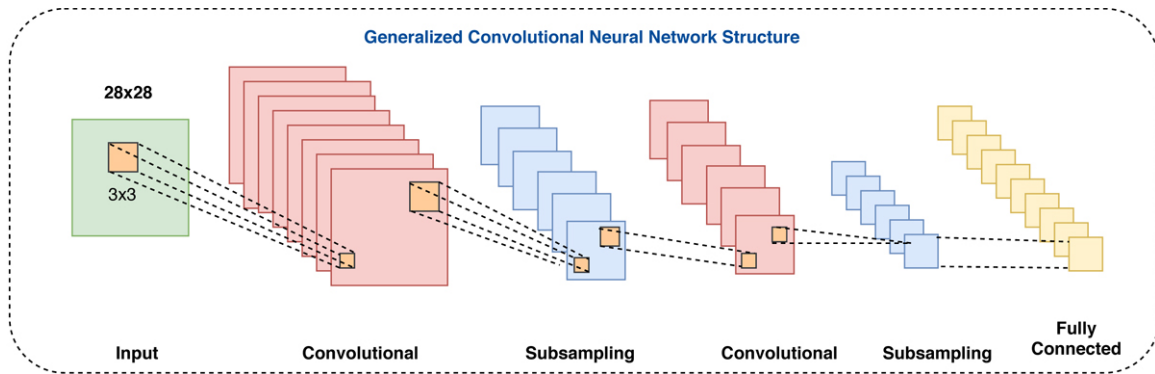 Generalized Convolutional Neural Network Structure
28x28
3x3
Input
Convolutional
Subsampling
Convolutional
Subsampling
Fully
Connected